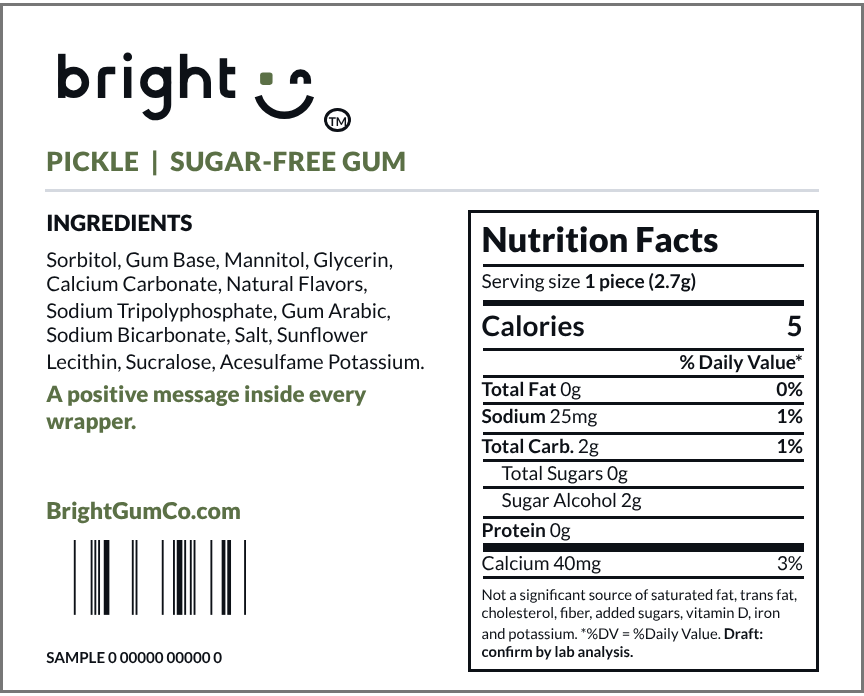 bright
TM
PICKLE | SUGAR-FREE GUM
INGREDIENTS
Sorbitol, Gum Base, Mannitol, Glycerin,
Calcium Carbonate, Natural Flavors,
Sodium Tripolyphosphate, Gum Arabic,
Sodium Bicarbonate, Salt, Sunflower
Lecithin, Sucralose, Acesulfame Potassium.
A positive message inside every
wrapper.
BrightGumCo.com
SAMPLE 0 00000 00000 0
Nutrition Facts
Serving size 1 piece (2.7g)
Calories 5
% Daily Value*
Total Fat 0g 0%
Sodium 25mg 1%
Total Carb. 2g 1%
Total Sugars 0g
Sugar Alcohol 2g
Protein 0g
Calcium 40mg 3%
Not a significant source of saturated fat, trans fat,
cholesterol, fiber, added sugars, vitamin D, iron
and potassium. *%DV = %Daily Value. Draft:
confirm by lab analysis.